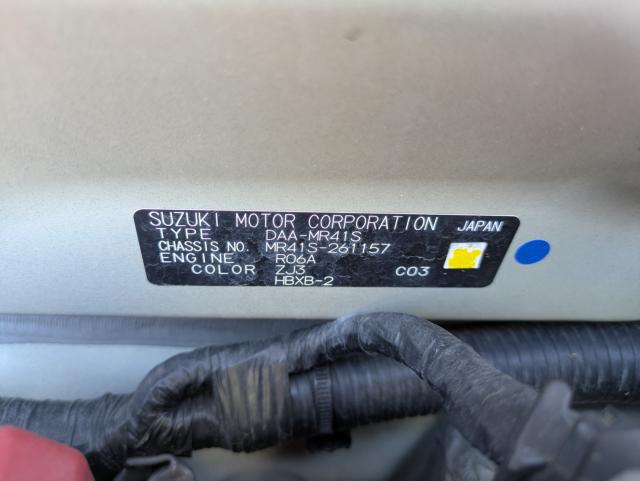 SUZUKI MOTOR CORPORATION JAPAN
TYPE DAA-MR41S
CHASSIS NO. MR41S-261157
ENGINE R06A
COLOR ZJ3 C03
HBXB-2